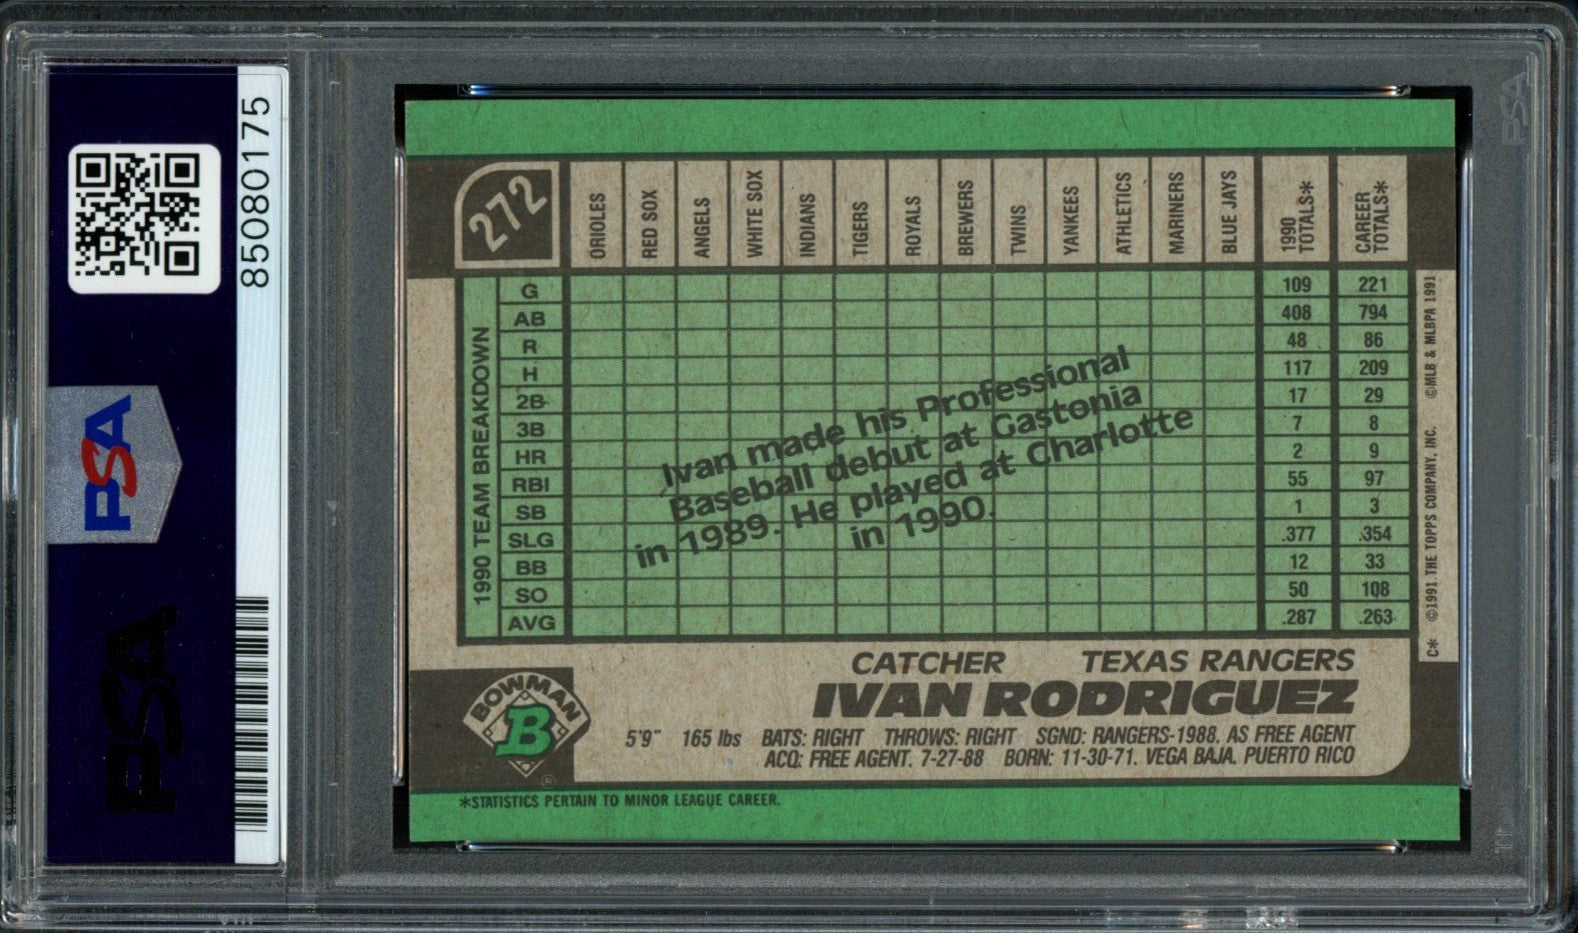 85080175
PSA
PSA
PSA
272
ORIOLES RED SOX ANGELS WHITE SOX INDIANS TIGERS ROYALS BREWERS TWINS YANKEES ATHLETICS MARINERS BLUE JAYS 1990 TOTALS* CAREER TOTALS*
1990 TEAM BREAKDOWN
G 109 221
AB 408 794
R 48 86
H 117 209
2B 17 29
3B 7 8
HR 2 9
RBI 55 97
SB 1 3
SLG .377 .354
BB 12 33
SO 50 108
AVG .287 .263
Ivan made his Professional
Baseball debut at Gastonia
in 1989. He played at Charlotte
in 1990.
C* ©1991 THE TOPPS COMPANY, INC. ©MLB & MLBPA 1991
CATCHER TEXAS RANGERS
IVAN RODRIGUEZ
BOWMAN
B
®
5'9" 165 lbs BATS: RIGHT THROWS: RIGHT SGND: RANGERS-1988. AS FREE AGENT
ACQ: FREE AGENT. 7-27-88 BORN: 11-30-71. VEGA BAJA. PUERTO RICO
*STATISTICS PERTAIN TO MINOR LEAGUE CAREER.